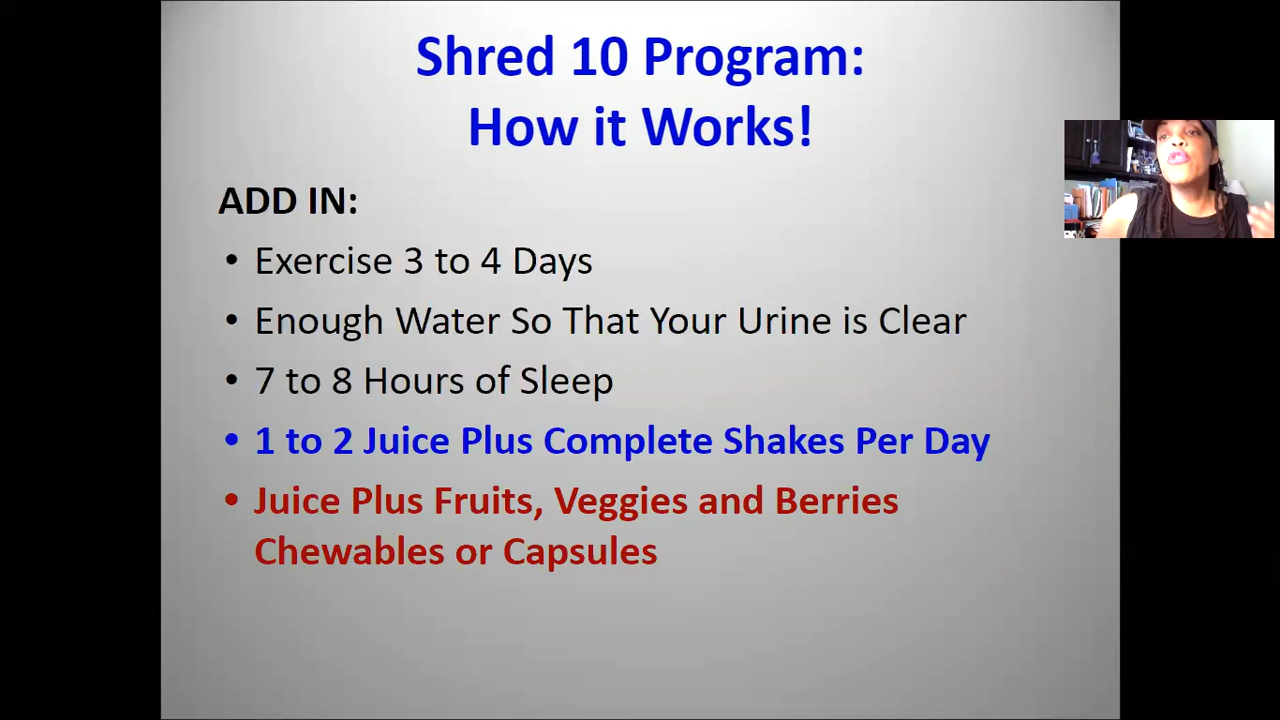 Shred 10 Program:
How it Works!
ADD IN:
• Exercise 3 to 4 Days
• Enough Water So That Your Urine is Clear
• 7 to 8 Hours of Sleep
• 1 to 2 Juice Plus Complete Shakes Per Day
• Juice Plus Fruits, Veggies and Berries
Chewables or Capsules